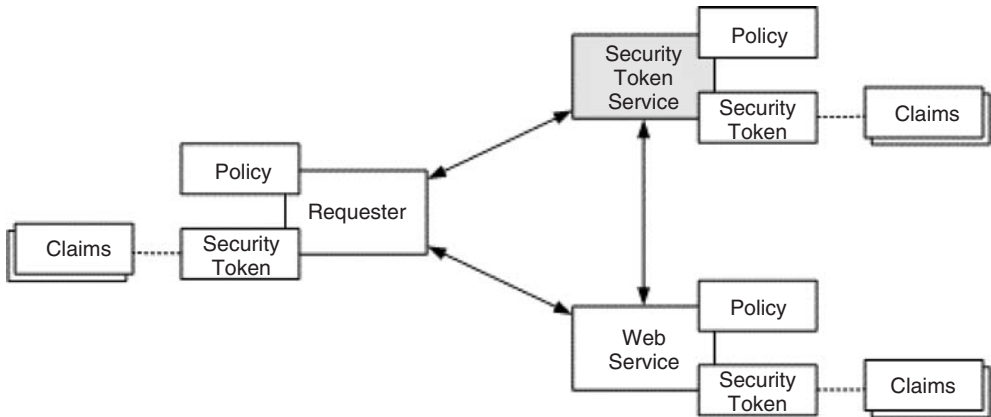 Policy
Security
Token
Service
Security
Token
Claims
Policy
Requester
Claims
Security
Token
Policy
Web
Service
Security
Token
Claims